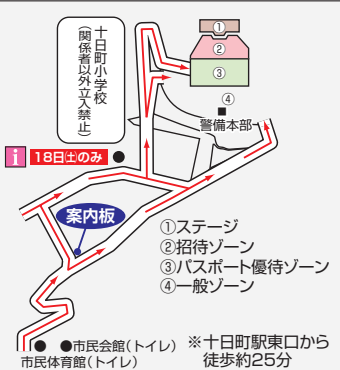 ①
②
③
④
警備本部
十日町小学校
(関係者以外立入禁止)
i 18日(土)のみ ●
案内板
①ステージ
②招待ゾーン
③パスポート優待ゾーン
④一般ゾーン
● ●市民会館(トイレ)
市民体育館(トイレ)
※十日町駅東口から
徒歩約25分